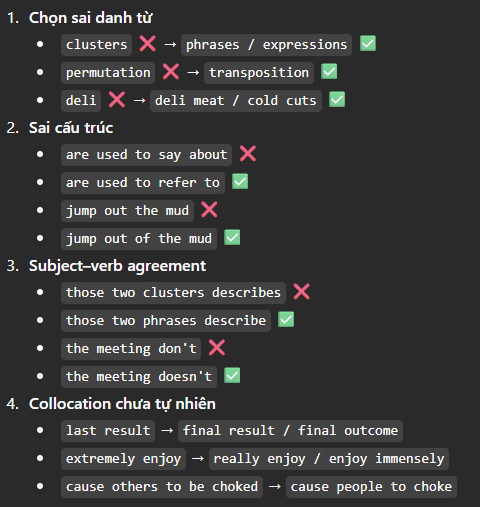 1. Chọn sai danh từ
• clusters ❌ → phrases / expressions ✅
• permutation ❌ → transposition ✅
• deli ❌ → deli meat / cold cuts ✅
2. Sai cấu trúc
• are used to say about ❌
• are used to refer to ✅
• jump out the mud ❌
• jump out of the mud ✅
3. Subject–verb agreement
• those two clusters describes ❌
• those two phrases describe ✅
• the meeting don't ❌
• the meeting doesn't ✅
4. Collocation chưa tự nhiên
• last result → final result / final outcome
• extremely enjoy → really enjoy / enjoy immensely
• cause others to be choked → cause people to choke